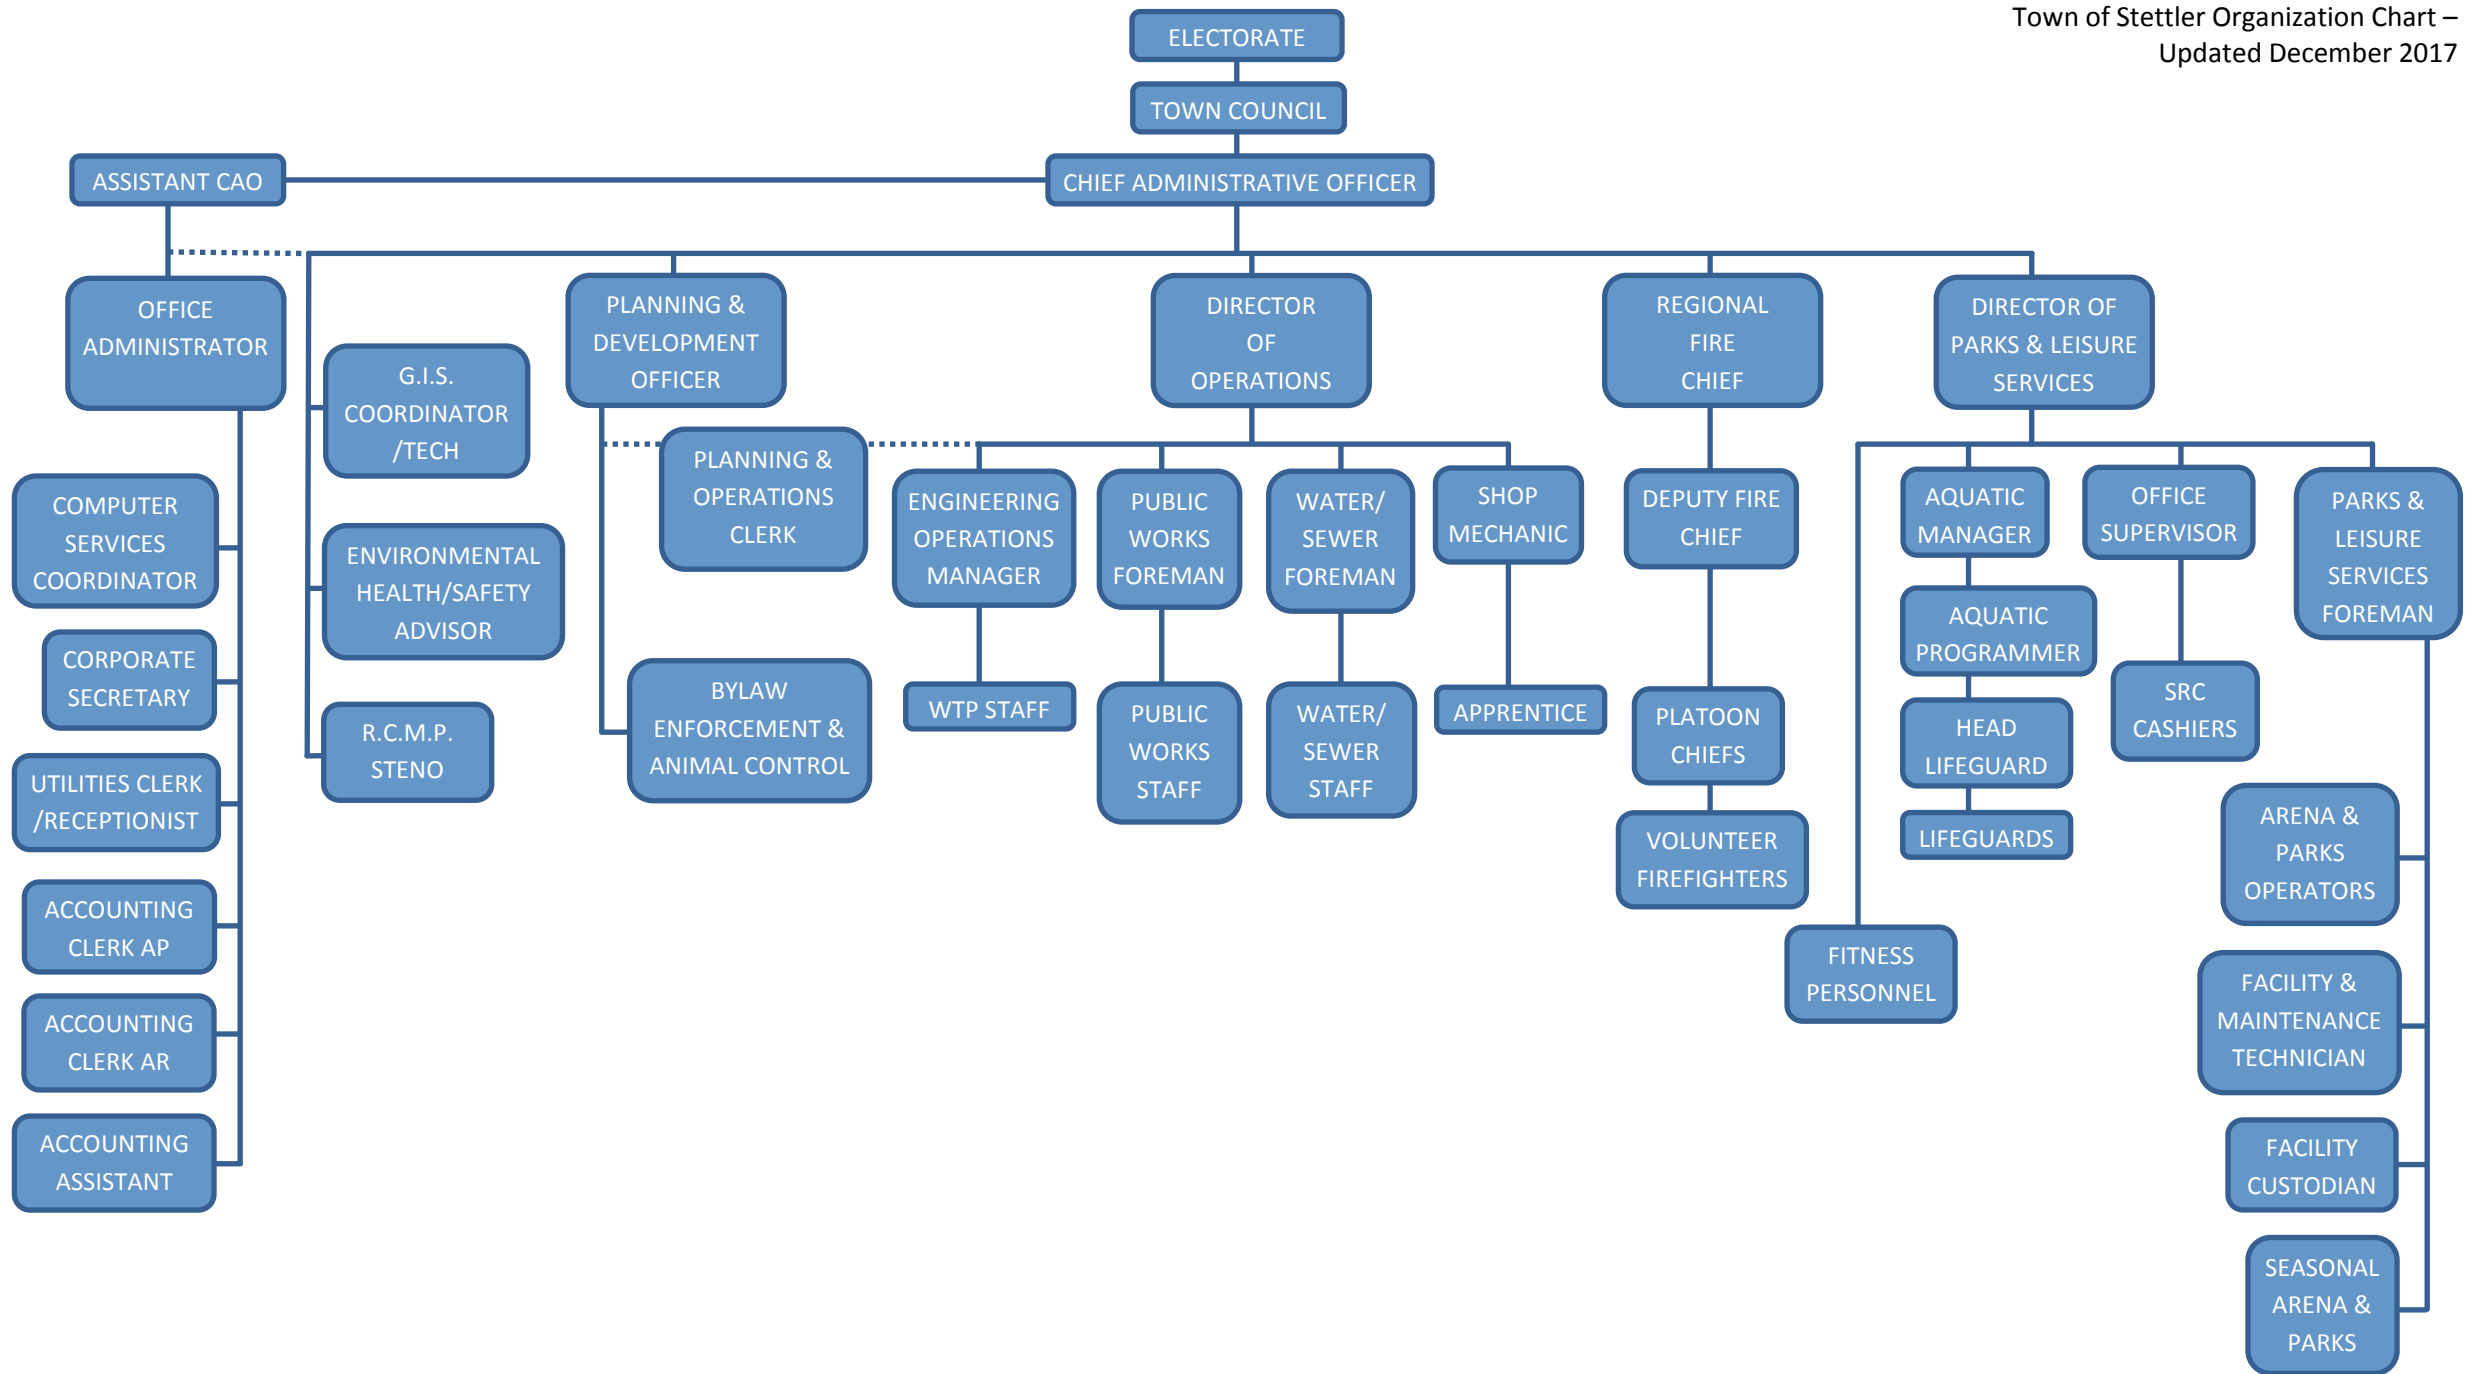 Town of Stettler Organization Chart –
Updated December 2017
ELECTORATE
TOWN COUNCIL
ASSISTANT CAO
CHIEF ADMINISTRATIVE OFFICER
OFFICE
ADMINISTRATOR
COMPUTER
SERVICES
COORDINATOR
CORPORATE
SECRETARY
UTILITIES CLERK
/RECEPTIONIST
ACCOUNTING
CLERK AP
ACCOUNTING
CLERK AR
ACCOUNTING
ASSISTANT
G.I.S.
COORDINATOR
/TECH
ENVIRONMENTAL
HEALTH/SAFETY
ADVISOR
R.C.M.P.
STENO
PLANNING &
DEVELOPMENT
OFFICER
PLANNING &
OPERATIONS
CLERK
BYLAW
ENFORCEMENT &
ANIMAL CONTROL
DIRECTOR
OF
OPERATIONS
ENGINEERING
OPERATIONS
MANAGER
WTP STAFF
PUBLIC
WORKS
FOREMAN
PUBLIC
WORKS
STAFF
WATER/
SEWER
FOREMAN
WATER/
SEWER
STAFF
SHOP
MECHANIC
APPRENTICE
REGIONAL
FIRE
CHIEF
DEPUTY FIRE
CHIEF
PLATOON
CHIEFS
VOLUNTEER
FIREFIGHTERS
DIRECTOR OF
PARKS & LEISURE
SERVICES
FITNESS
PERSONNEL
AQUATIC
MANAGER
AQUATIC
PROGRAMMER
HEAD
LIFEGUARD
LIFEGUARDS
OFFICE
SUPERVISOR
SRC
CASHIERS
PARKS &
LEISURE
SERVICES
FOREMAN
ARENA &
PARKS
OPERATORS
FACILITY &
MAINTENANCE
TECHNICIAN
FACILITY
CUSTODIAN
SEASONAL
ARENA &
PARKS